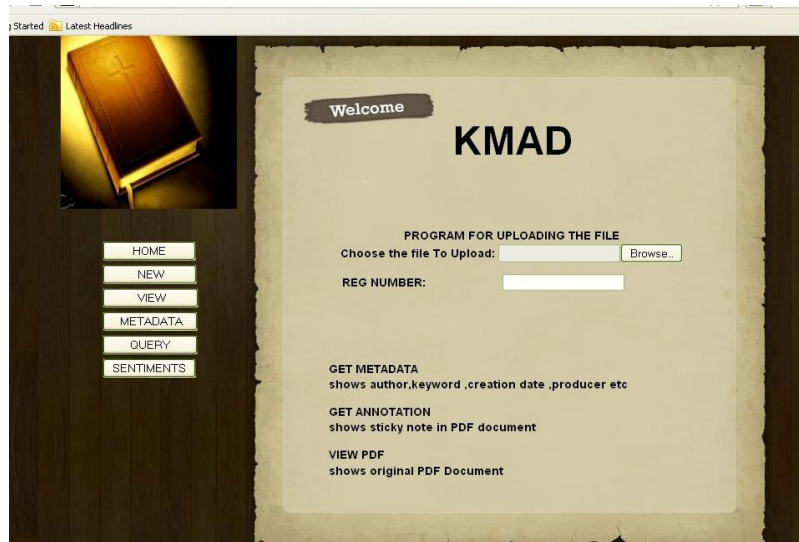 Started Latest Headlines
Welcome
KMAD
HOME
NEW
VIEW
METADATA
QUERY
SENTIMENTS
PROGRAM FOR UPLOADING THE FILE
Choose the file To Upload: Browse..
REG NUMBER:
GET METADATA
shows author,keyword ,creation date ,producer etc
GET ANNOTATION
shows sticky note in PDF document
VIEW PDF
shows original PDF Document